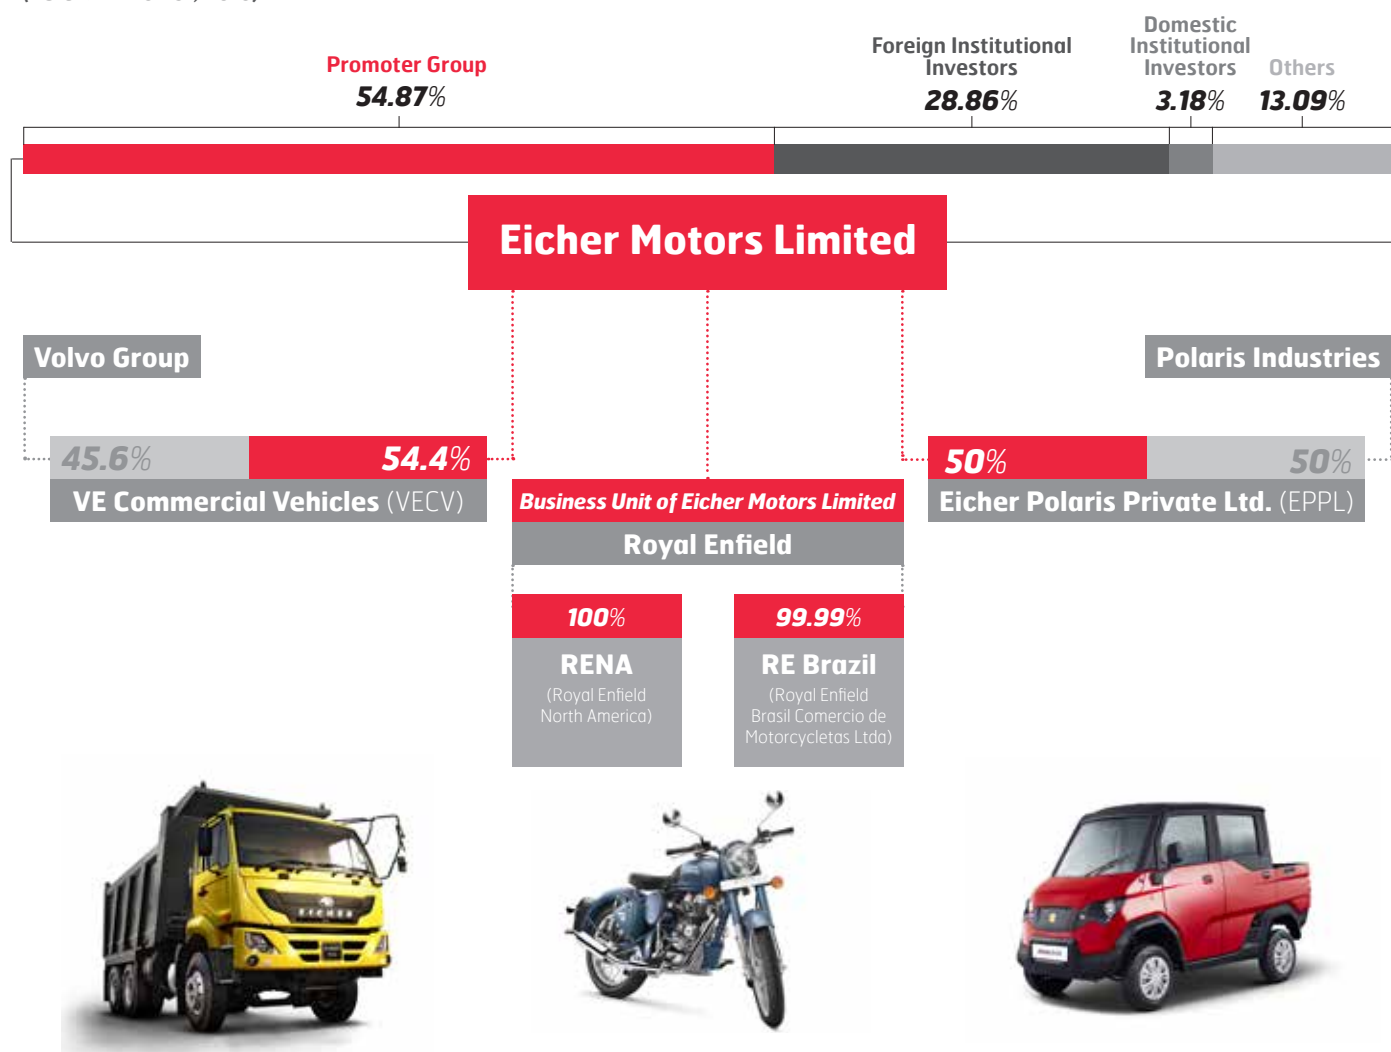 Promoter Group
54.87%
Foreign Institutional
Investors
28.86%
Domestic
Institutional
Investors
3.18%
Others
13.09%
Eicher Motors Limited
Volvo Group
Polaris Industries
45.6%
54.4%
VE Commercial Vehicles (VECV)
Business Unit of Eicher Motors Limited
Royal Enfield
50%
50%
Eicher Polaris Private Ltd. (EPPL)
100%
RENA
(Royal Enfield
North America)
99.99%
RE Brazil
(Royal Enfield
Brasil Comercio de
Motorcycletas Ltda)
EICHER